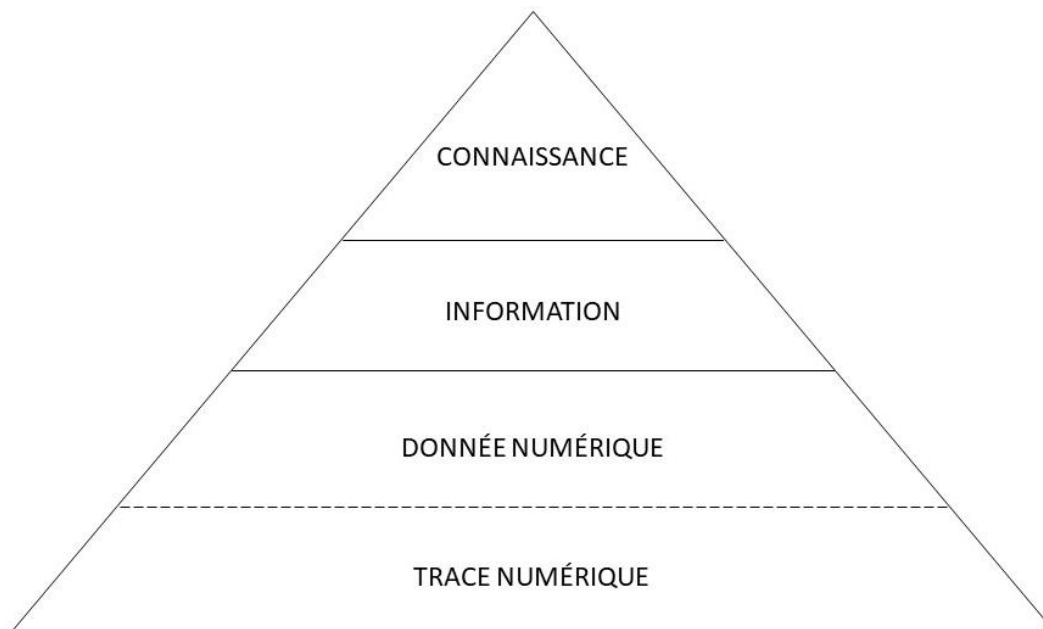 CONNAISSANCE
INFORMATION
DONNÉE NUMÉRIQUE
TRACE NUMÉRIQUE